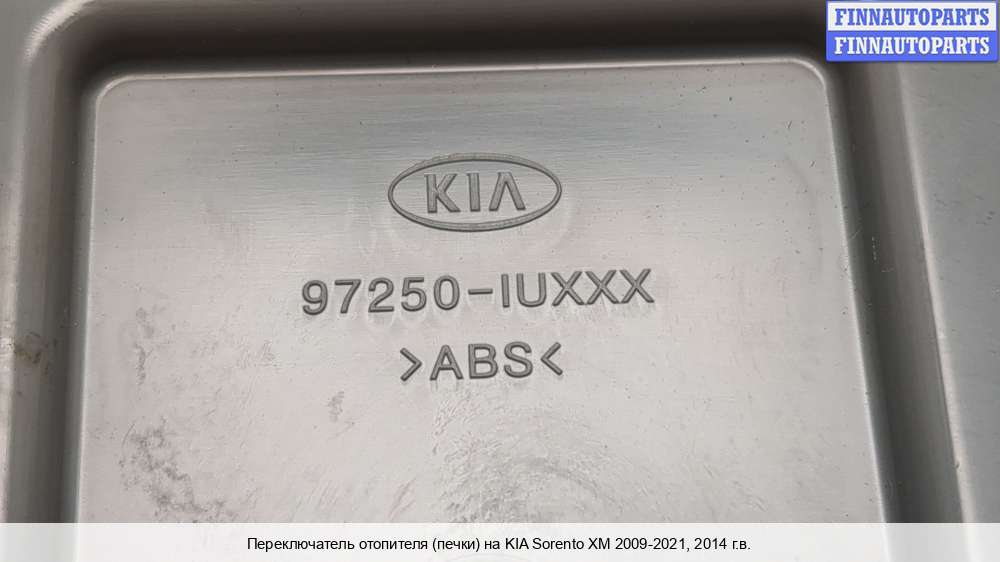 FINNAUTOPARTS
FINNAUTOPARTS
KIA
97250-IUXXX
>ABS<
Переключатель отопителя (печки) на KIA Sorento XM 2009-2021, 2014 г.в.